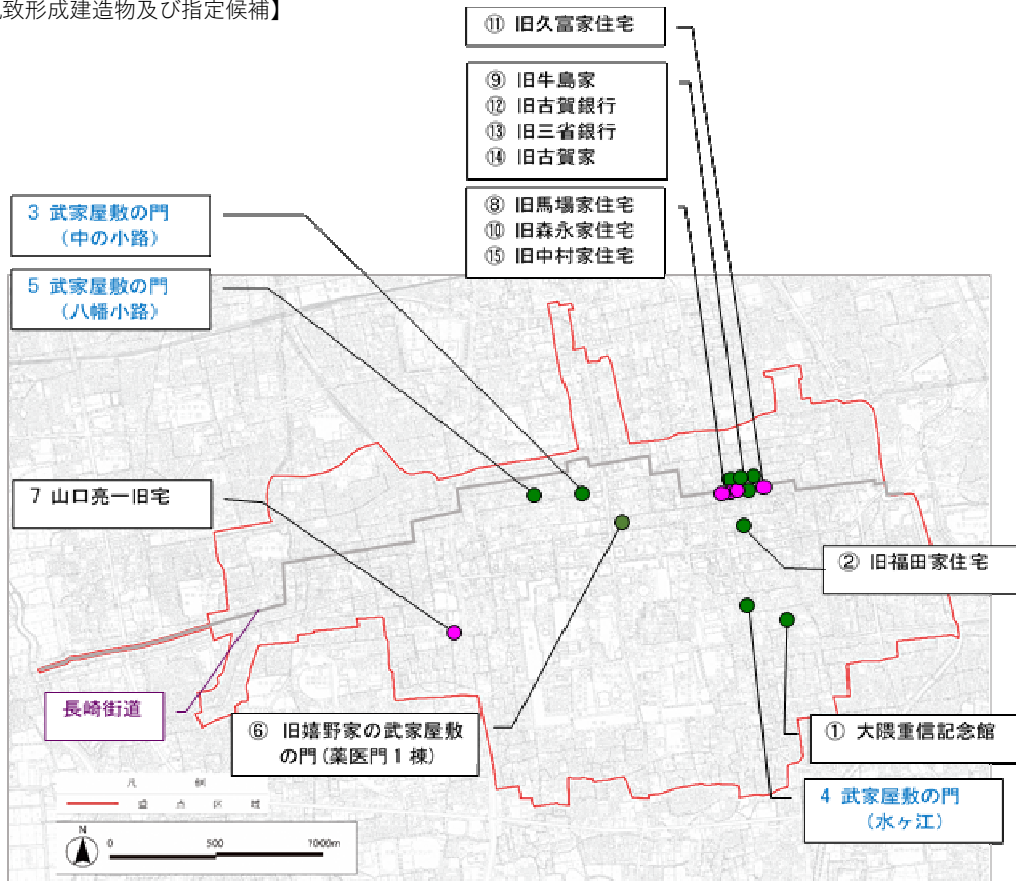 致形成建造物及び指定候補】
⑪ 旧久富家住宅
⑨ 旧牛島家
⑫ 旧古賀銀行
⑬ 旧三省銀行
⑭ 旧古賀家
⑧ 旧馬場家住宅
⑩ 旧森永家住宅
⑮ 旧中村家住宅
3 武家屋敷の門
(中の小路)
5 武家屋敷の門
(八幡小路)
7 山口亮一旧宅
② 旧福田家住宅
長崎街道
⑥ 旧嬉野家の武家屋敷
の門(薬医門1棟)
① 大隈重信記念館
4 武家屋敷の門
(水ヶ江)
凡 例
重 点 区 域
N
0 500 1000m